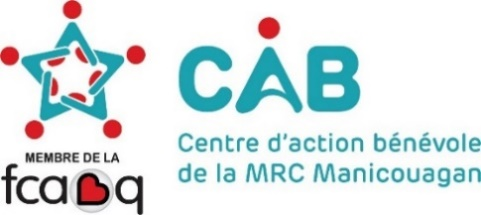 MEMBRE DE LA
fcabq
CAB
Centre d'action bénévole
de la MRC Manicouagan